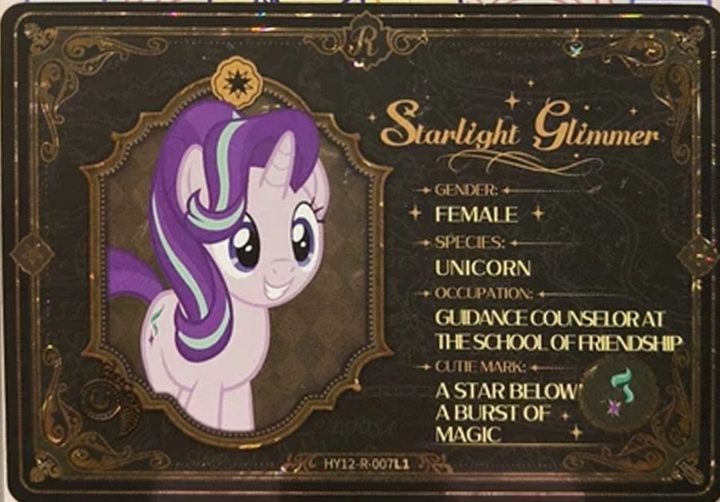 R
Starlight Glimmer
GENDER:
FEMALE
SPECIES:
UNICORN
OCCUPATION:
GUIDANCE COUNSELOR AT
THE SCHOOL OF FRIENDSHIP
CUTIE MARK:
A STAR BELOW
A BURST OF
MAGIC
HY12-R-007L1